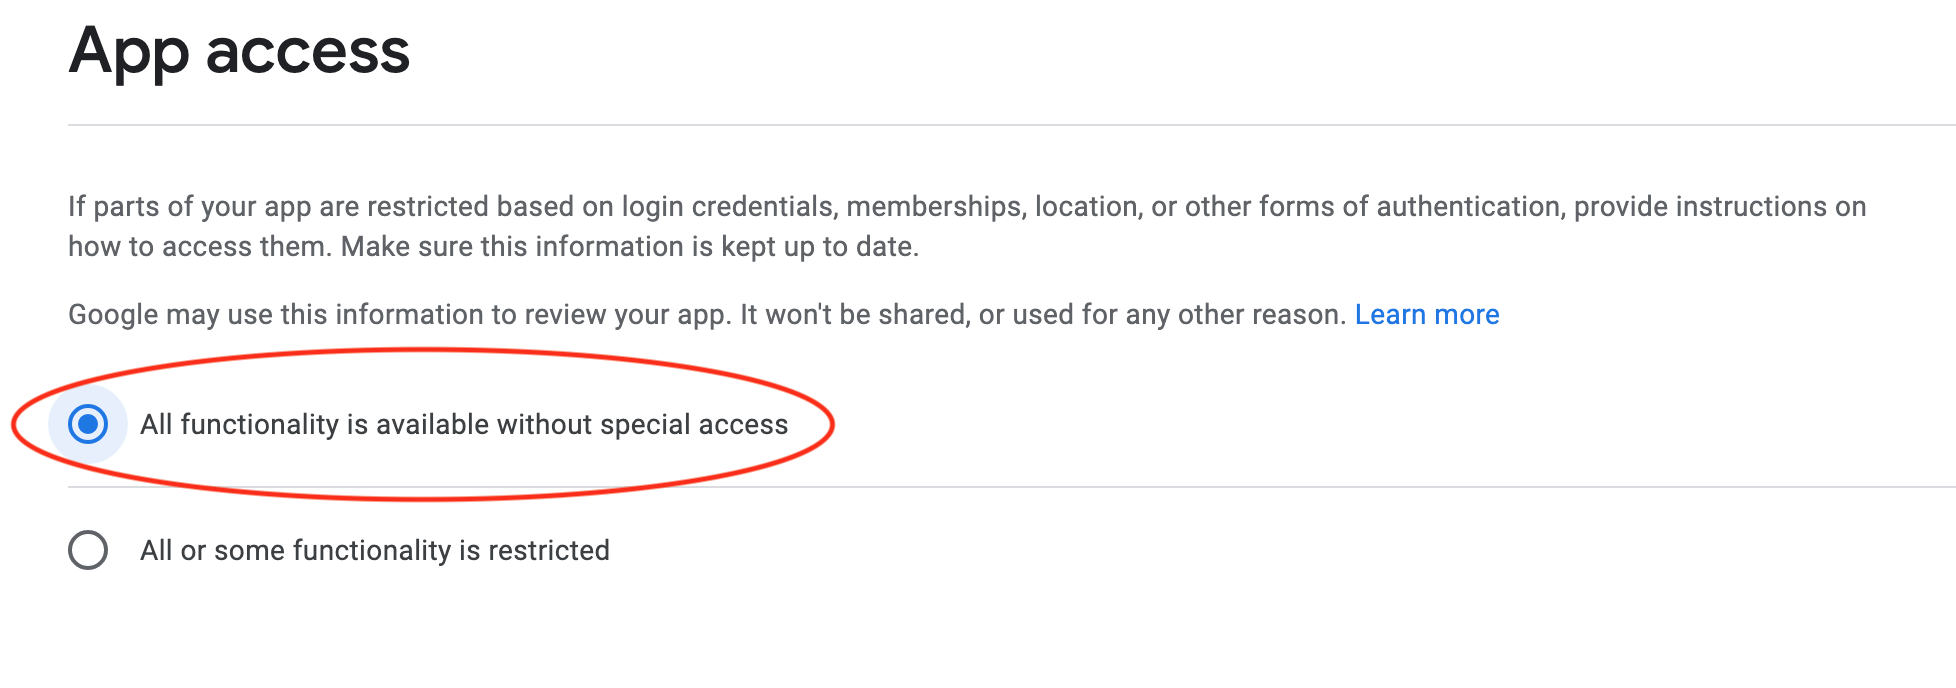 App access
If parts of your app are restricted based on login credentials, memberships, location, or other forms of authentication, provide instructions on
how to access them. Make sure this information is kept up to date.
Google may use this information to review your app. It won't be shared, or used for any other reason. Learn more
All functionality is available without special access
All or some functionality is restricted